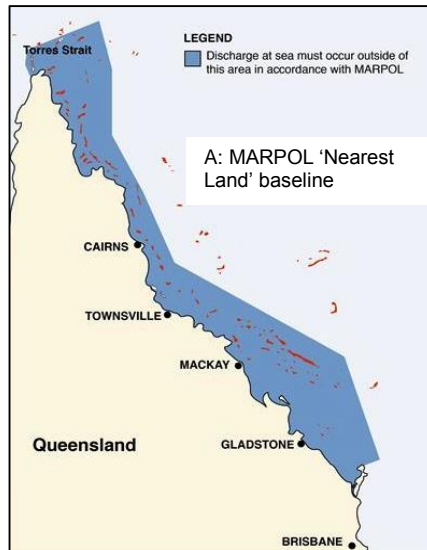 Torres Strait
LEGEND
Discharge at sea must occur outside of
this area in accordance with MARPOL
A: MARPOL ‘Nearest
Land’ baseline
CAIRNS
TOWNSVILLE
MACKAY
GLADSTONE
Queensland
BRISBANE